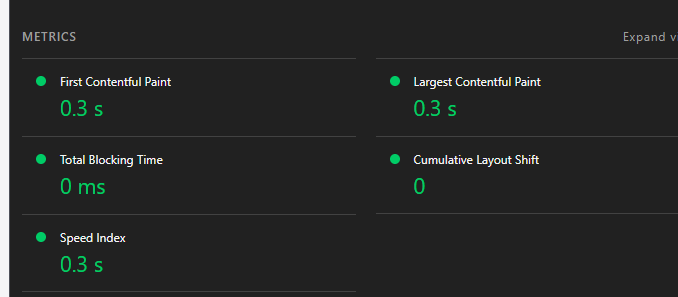 METRICS
Expand
First Contentful Paint
0.3 s
Largest Contentful Paint
0.3 s
Total Blocking Time
0 ms
Cumulative Layout Shift
0
Speed Index
0.3 s